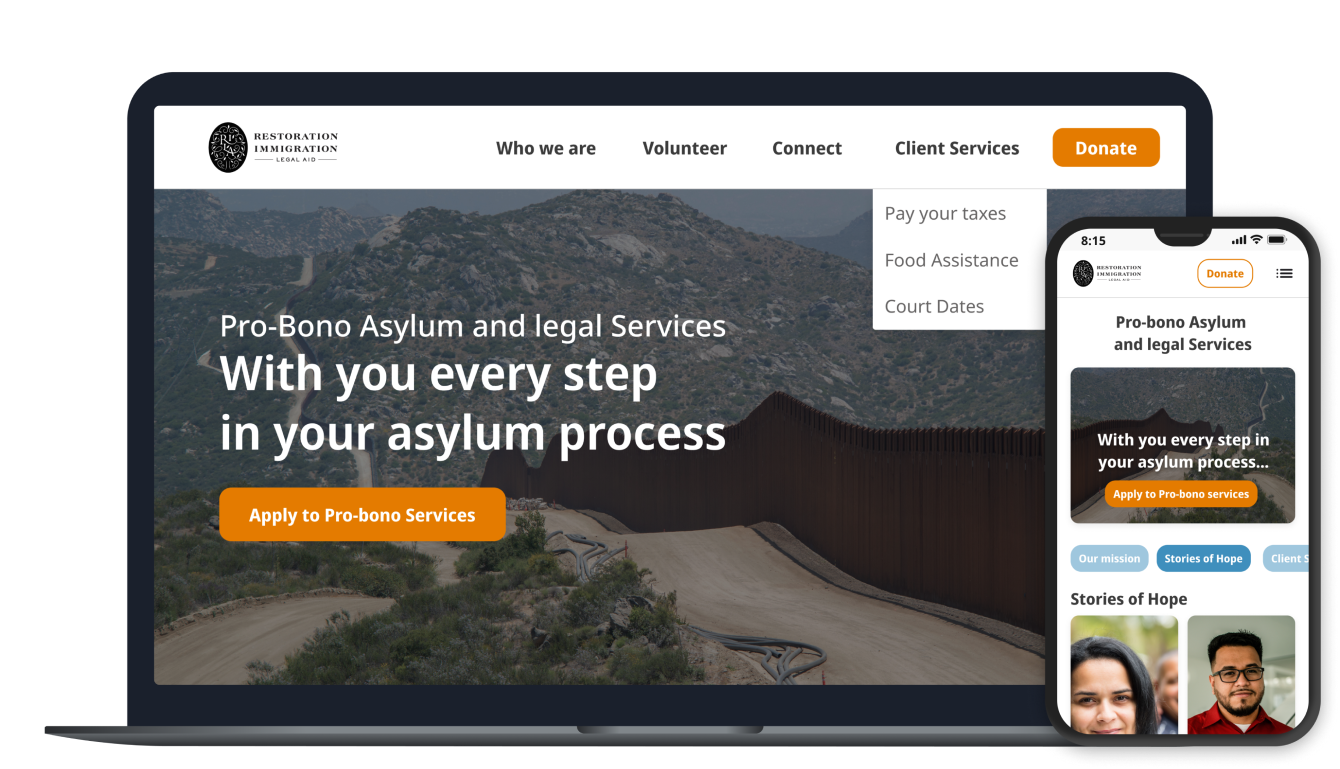 RESTORATION
IMMIGRATION
LEGAL AID
Who we are
Volunteer
Connect
Client Services
Donate
Pay your taxes
Food Assistance
Court Dates
Pro-Bono Asylum and legal Services
With you every step
in your asylum process
Apply to Pro-bono Services
8:15
RESTORATION
IMMIGRATION
LEGAL AID
Donate
Pro-bono Asylum
and legal Services
With you every step in
your asylum process...
Apply to Pro-bono services
Our mission
Stories of Hope
Client S
Stories of Hope